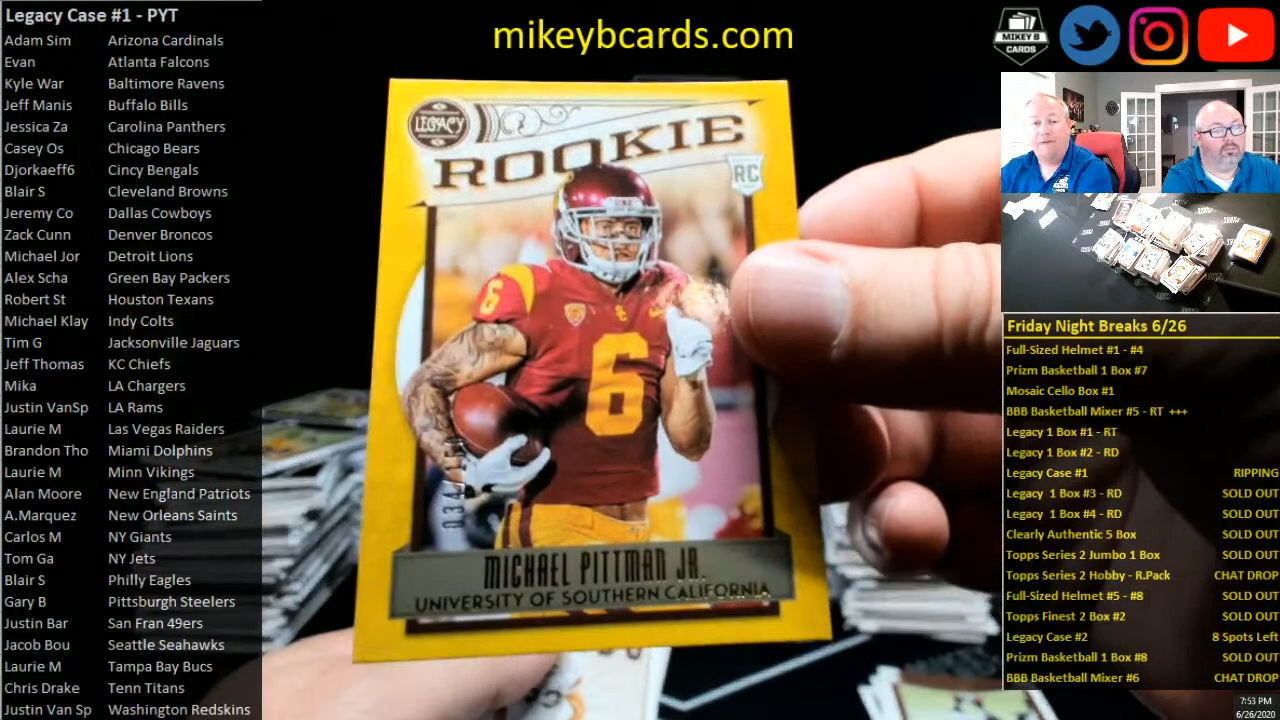 Legacy Case #1 - PYT
Adam Sim Arizona Cardinals
Evan Atlanta Falcons
Kyle War Baltimore Ravens
Jeff Manis Buffalo Bills
Jessica Za Carolina Panthers
Casey Os Chicago Bears
Djorkaeff6 Cincy Bengals
Blair S Cleveland Browns
Jeremy Co Dallas Cowboys
Zack Cunn Denver Broncos
Michael Jor Detroit Lions
Alex Scha Green Bay Packers
Robert St Houston Texans
Michael Klay Indy Colts
Tim G Jacksonville Jaguars
Jeff Thomas KC Chiefs
Mika LA Chargers
Justin VanSp LA Rams
Laurie M Las Vegas Raiders
Brandon Tho Miami Dolphins
Laurie M Minn Vikings
Alan Moore New England Patriots
A.Marquez New Orleans Saints
Carlos M NY Giants
Tom Ga NY Jets
Blair S Philly Eagles
Gary B Pittsburgh Steelers
Justin Bar San Fran 49ers
Jacob Bou Seattle Seahawks
Laurie M Tampa Bay Bucs
Chris Drake Tenn Titans
Justin Van Sp Washington Redskins
mikeybcards.com
LEGACY
ROOKIE
RC
6
SC
6
MICHAEL PITTMAN JR.
UNIVERSITY OF SOUTHERN CALIFORNIA
MIKEY B
CARDS
Friday Night Breaks 6/26
Full-Sized Helmet #1 - #4
Prizm Basketball 1 Box #7
Mosaic Cello Box #1
BBB Basketball Mixer #5 - RT +++
Legacy 1 Box #1 - RT
Legacy 1 Box #2 - RD
Legacy Case #1 RIPPING
Legacy 1 Box #3 - RD SOLD OUT
Legacy 1 Box #4 - RD SOLD OUT
Clearly Authentic 5 Box SOLD OUT
Topps Series 2 Jumbo 1 Box SOLD OUT
Topps Series 2 Hobby - R.Pack CHAT DROP
Full-Sized Helmet #5 - #8 SOLD OUT
Topps Finest 2 Box #2 SOLD OUT
Legacy Case #2 8 Spots Left
Prizm Basketball 1 Box #8 SOLD OUT
BBB Basketball Mixer #6 CHAT DROP
7:53 PM
6/26/2020